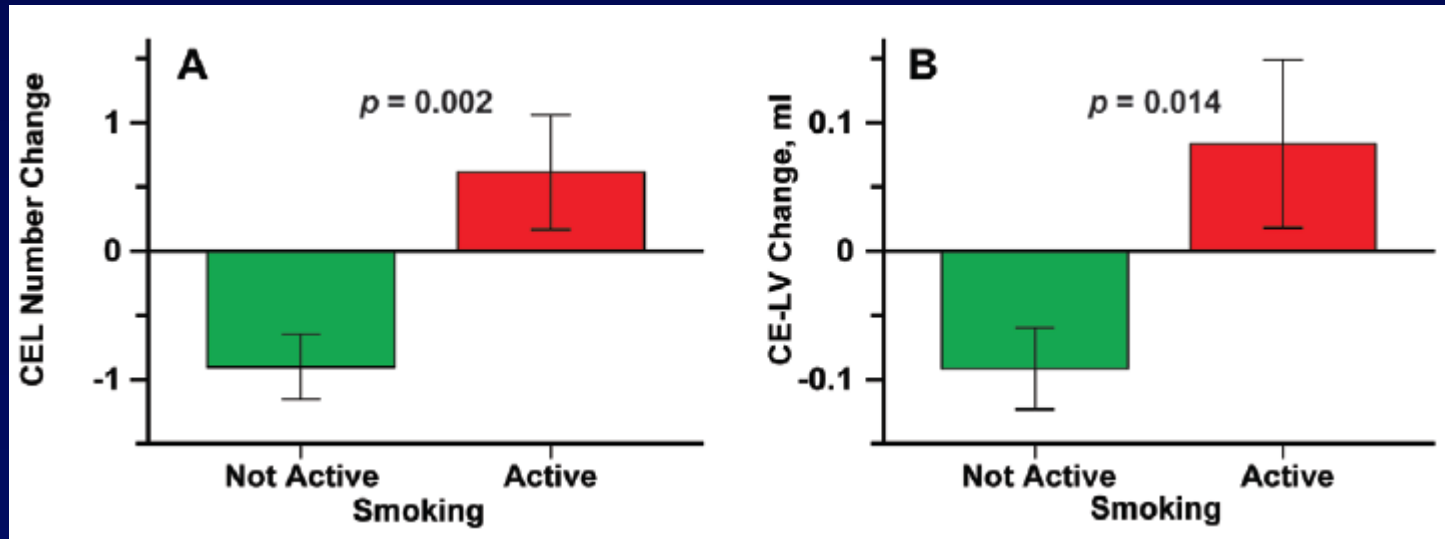 A
p = 0.002
CEL Number Change
1
0
-1
Not Active
Active
Smoking
B
p = 0.014
CE-LV Change, ml
0.1
0
-0.1
Not Active
Active
Smoking